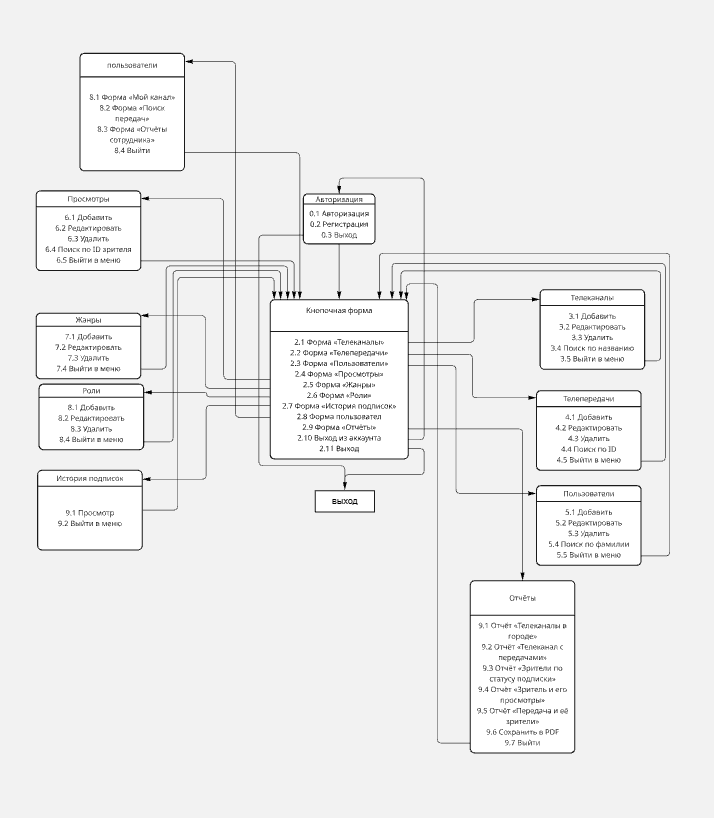 пользователи
8.1 Форма «Мой канал»
8.2 Форма «Поиск
передач»
8.3 Форма «Отчёты
сотрудника»
8.4 Выйти
Просмотры
6.1 Добавить
6.2 Редактировать
6.3 Удалить
6.4 Поиск по ID зрителя
6.5 Выйти в меню
Авторизация
0.1 Авторизация
0.2 Регистрация
0.3 Выход
Кнопочная форма
2.1 Форма «Телеканалы»
2.2 Форма «Телепередачи»
2.3 Форма «Пользователи»
2.4 Форма «Просмотры»
2.5 Форма «Жанры»
2.6 Форма «Роли»
2.7 Форма «История подписок»
2.8 Форма пользовател
2.9 Форма «Отчёты»
2.10 Выход из аккаунта
2.11 Выход
Телеканалы
3.1 Добавить
3.2 Редактировать
3.3 Удалить
3.4 Поиск по названию
3.5 Выйти в меню
Жанры
7.1 Добавить
7.2 Редактировать
7.3 Удалить
7.4 Выйти в меню
Роли
8.1 Добавить
8.2 Редактировать
8.3 Удалить
8.4 Выйти в меню
Телепередачи
4.1 Добавить
4.2 Редактировать
4.3 Удалить
4.4 Поиск по ID
4.5 Выйти в меню
История подписок
9.1 Просмотр
9.2 Выйти в меню
выход
Пользователи
5.1 Добавить
5.2 Редактировать
5.3 Удалить
5.4 Поиск по фамилии
5.5 Выйти в меню
Отчёты
9.1 Отчёт «Телеканалы в
городе»
9.2 Отчёт «Телеканал с
передачами»
9.3 Отчёт «Зрители по
статусу подписки»
9.4 Отчёт «Зритель и его
просмотры»
9.5 Отчёт «Передача и её
зрители»
9.6 Сохранить в PDF
9.7 Выйти